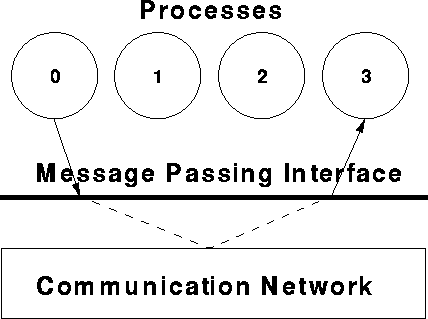 Processes
0 1 2 3
Message Passing Interface
Communication Network